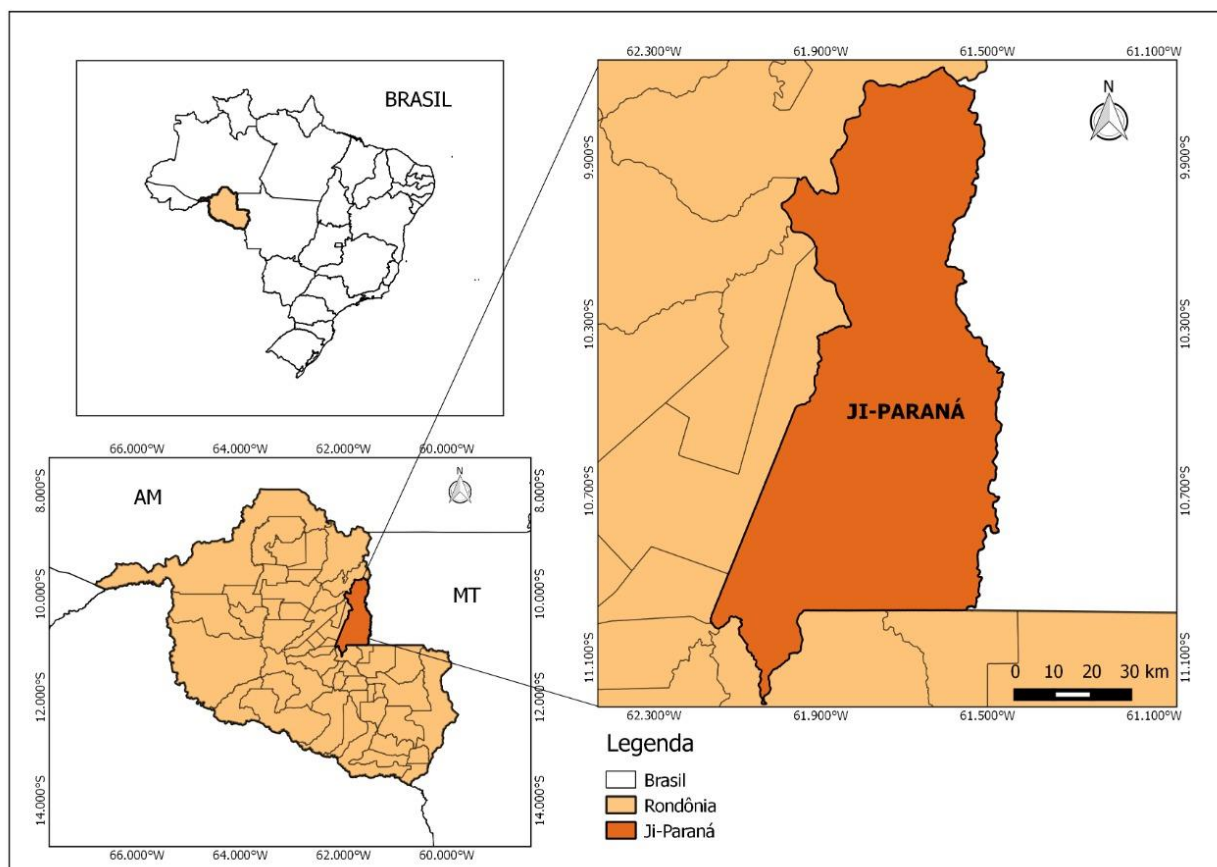 BRASIL
62.300°W 61.900°W 61.500°W 61.100°W
N
9.900°S 9.900°S
10.300°S 10.300°S
JI-PARANÁ
10.700°S 10.700°S
11.100°S 11.100°S
0 10 20 30 km
62.300°W 61.900°W 61.500°W 61.100°W
66.000°W 64.000°W 62.000°W 60.000°W
8.000°S 8.000°S
AM
N
10.000°S 10.000°S
MT
12.000°S 12.000°S
14.000°S 14.000°S
66.000°W 64.000°W 62.000°W 60.000°W
Legenda
Brasil
Rondônia
Ji-Paraná